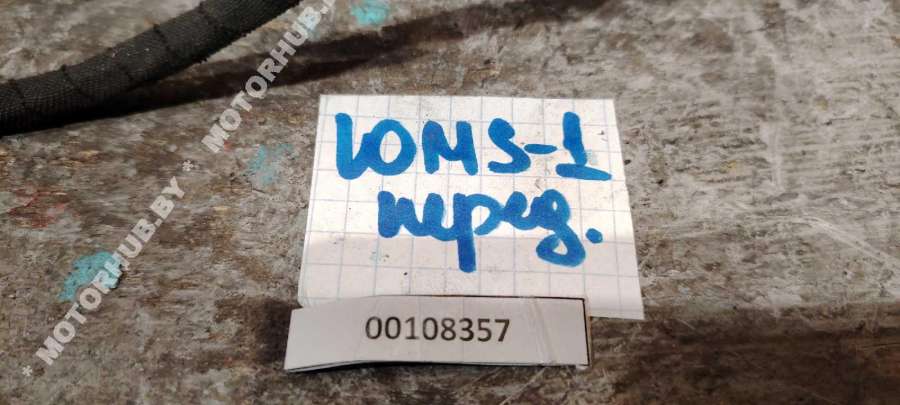 ЮМS-1
перед.
00108357
* MOTORHUB.BY * MOTORHUB.BY *